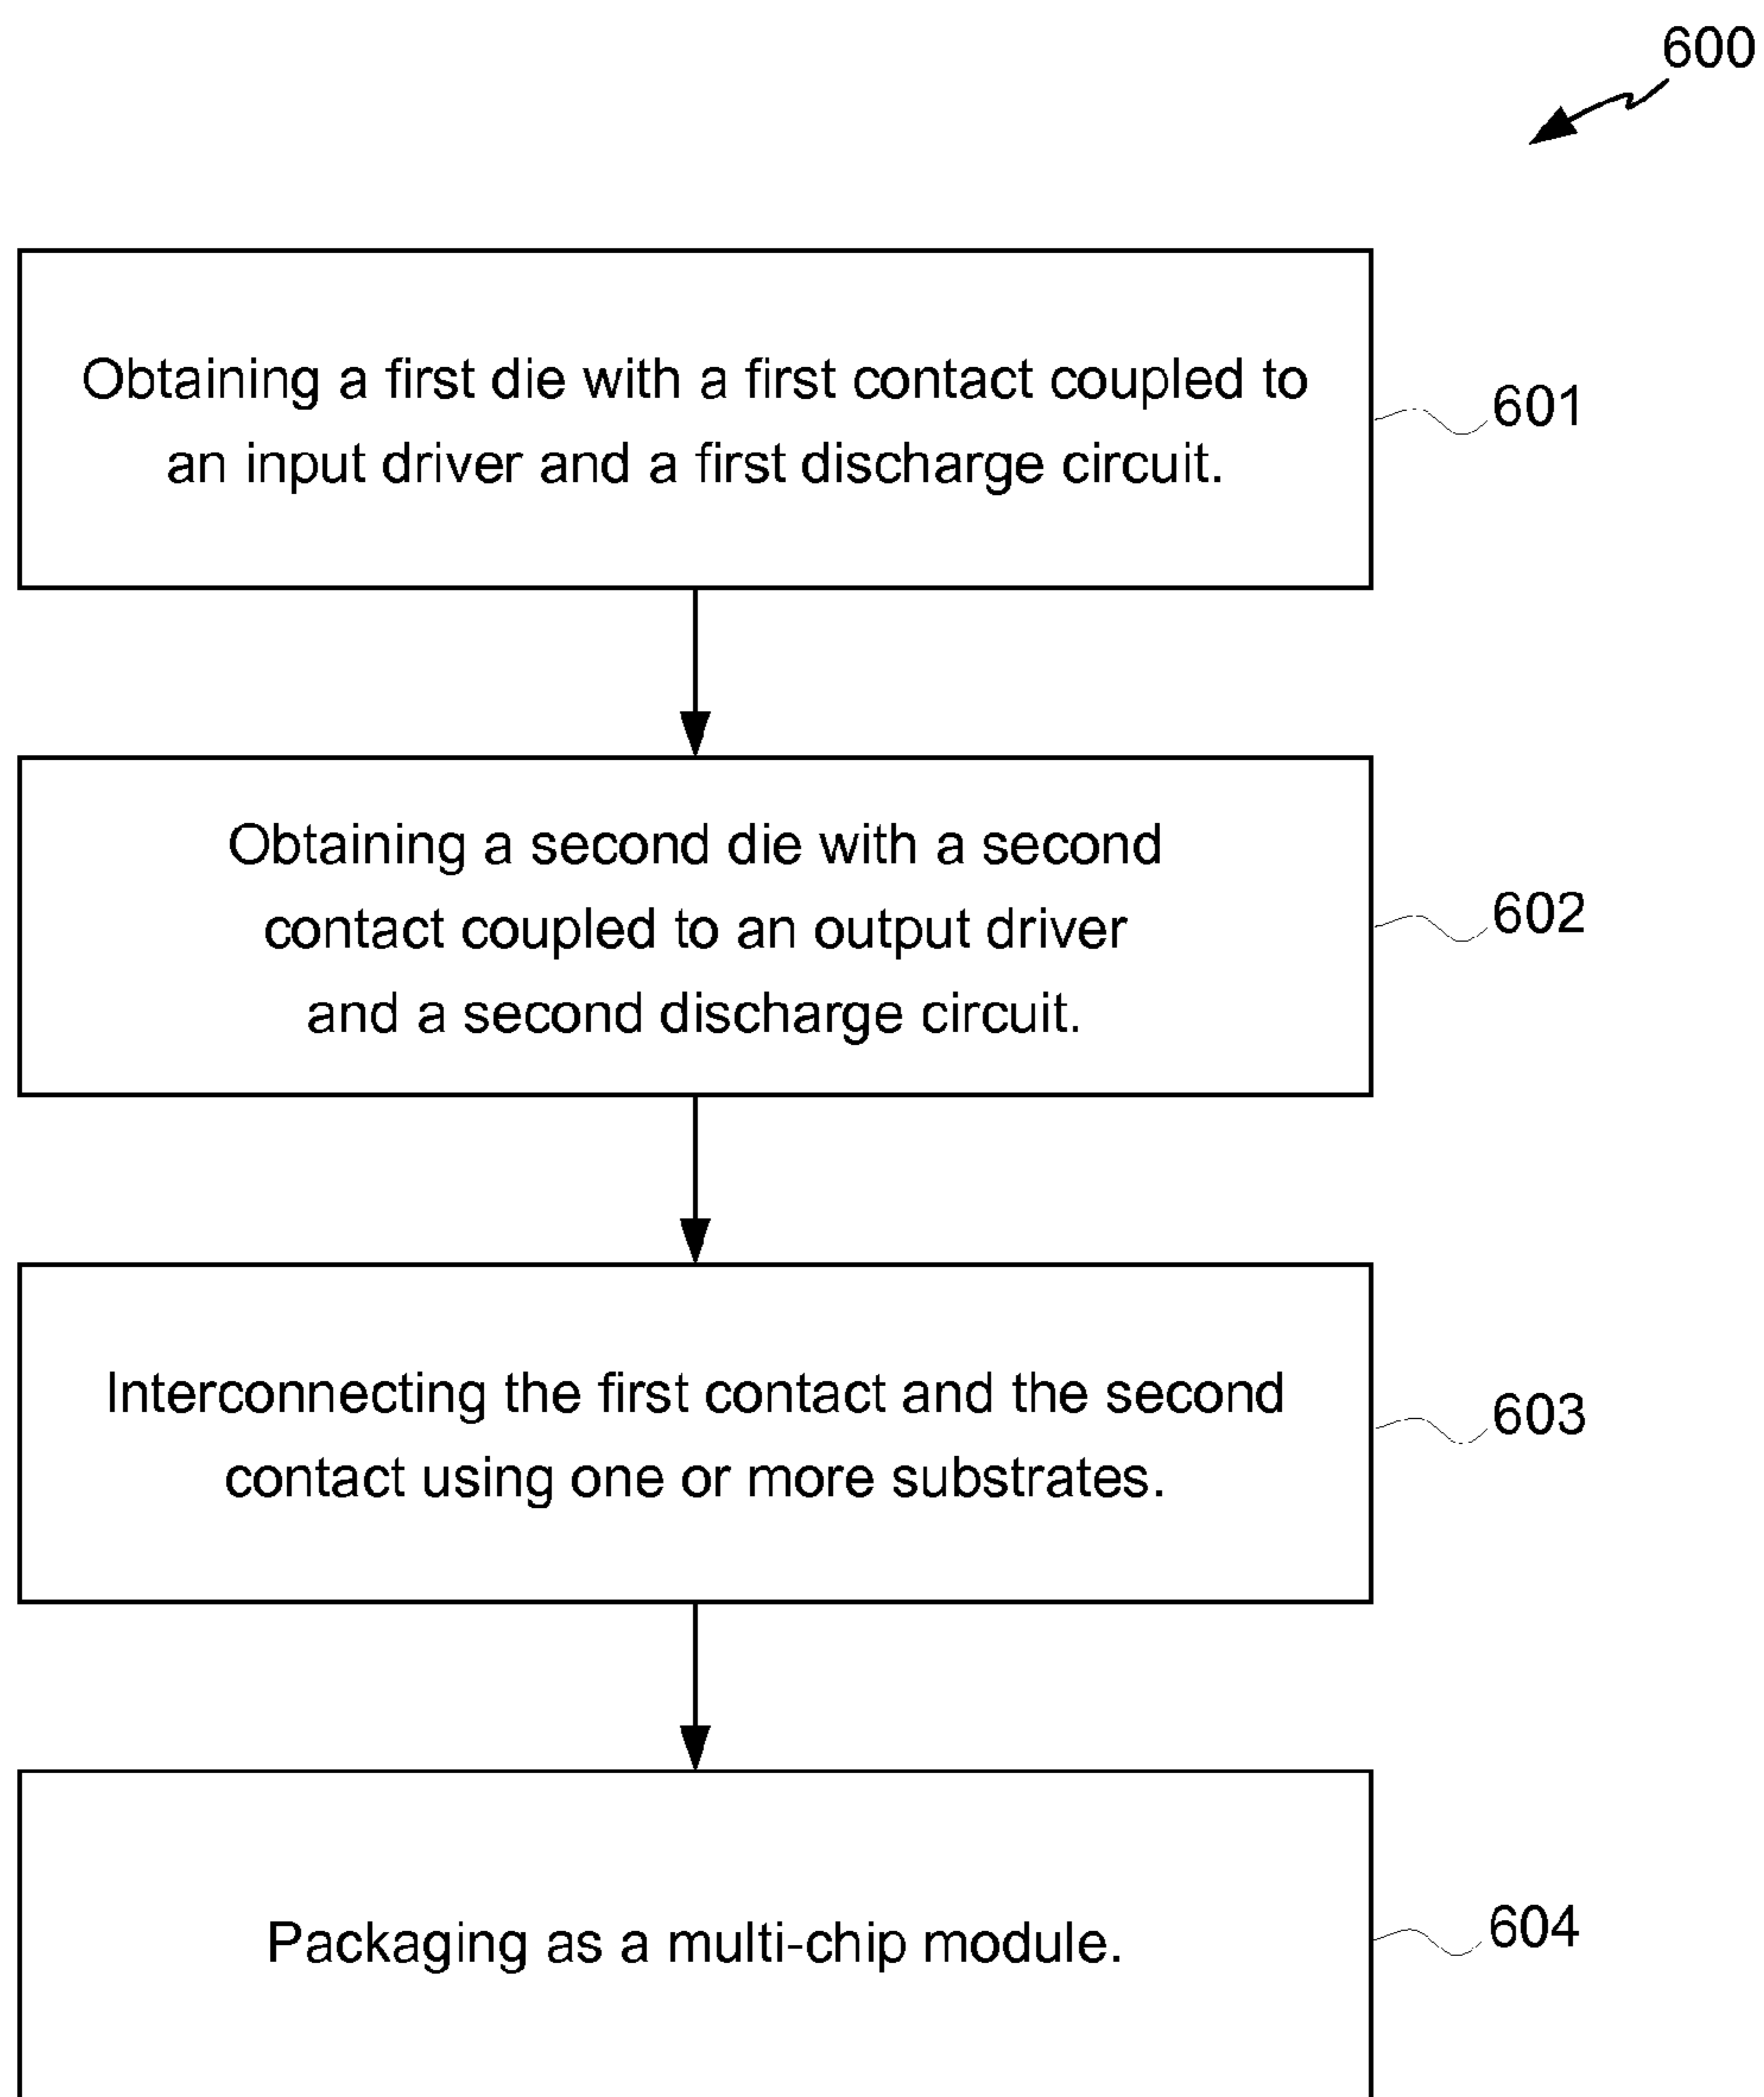 600
Obtaining a first die with a first contact coupled to
an input driver and a first discharge circuit.
601
Obtaining a second die with a second
contact coupled to an output driver
and a second discharge circuit.
602
Interconnecting the first contact and the second
contact using one or more substrates.
603
Packaging as a multi-chip module.
604